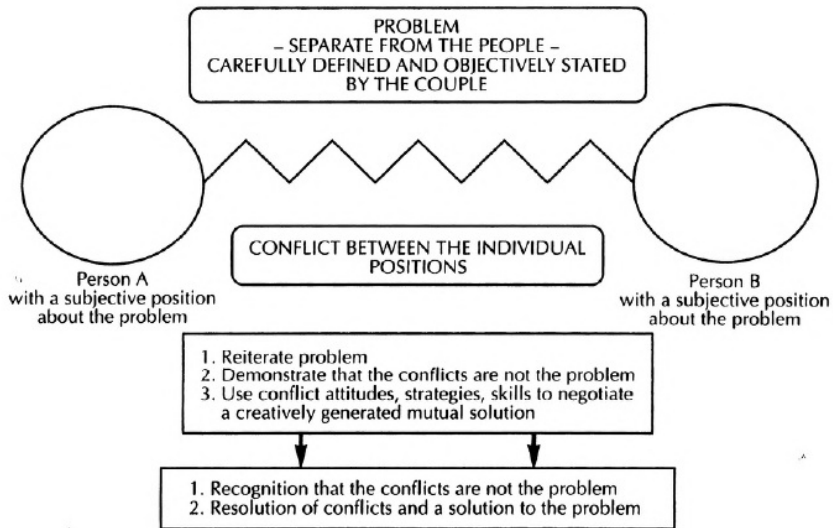 PROBLEM
– SEPARATE FROM THE PEOPLE –
CAREFULLY DEFINED AND OBJECTIVELY STATED
BY THE COUPLE
CONFLICT BETWEEN THE INDIVIDUAL
POSITIONS
Person A
with a subjective position
about the problem
Person B
with a subjective position
about the problem
1. Reiterate problem
2. Demonstrate that the conflicts are not the problem
3. Use conflict attitudes, strategies, skills to negotiate
a creatively generated mutual solution
1. Recognition that the conflicts are not the problem
2. Resolution of conflicts and a solution to the problem